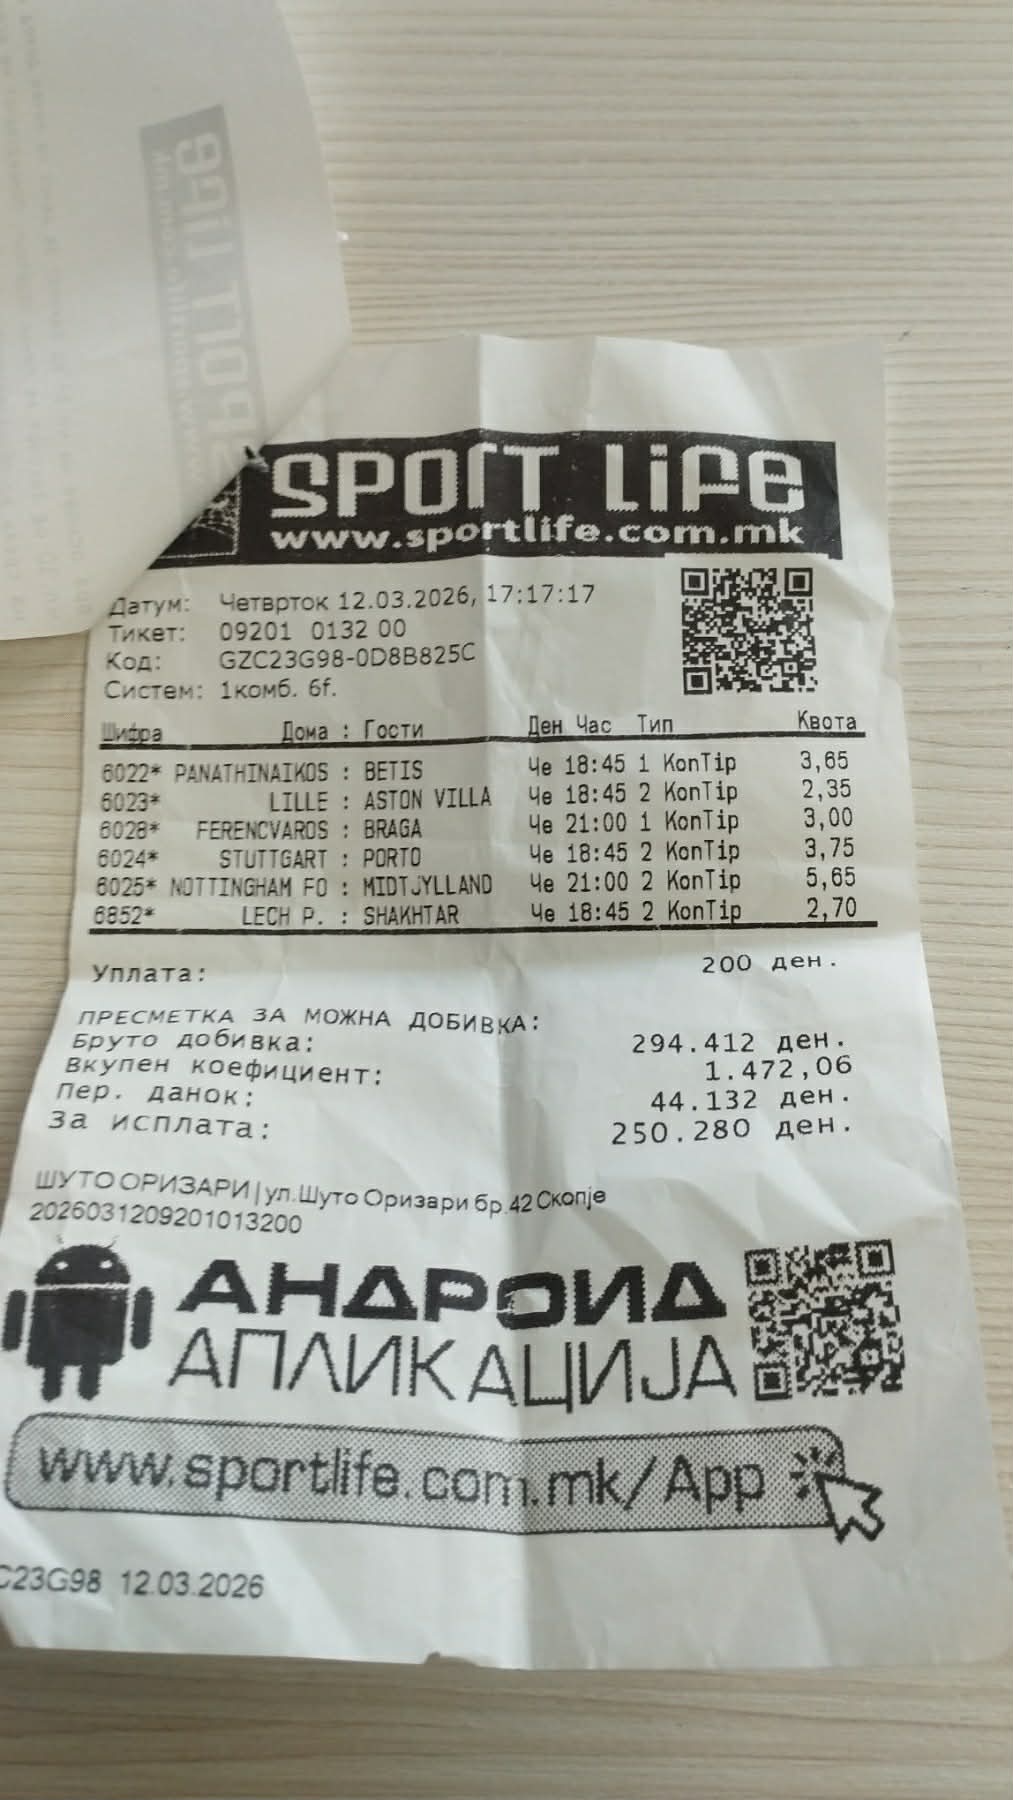 SPORT LIFE
www.sportlife.com.mk
Датум: Четврток 12.03.2026, 17:17:17
Тикет: 09201 0132 00
Код: GZC23G98-0D8B825C
Систем: 1комб. 6f.
Шифра Дома : Гости Ден Час Тип Квота
6022* PANATHINAIKOS : BETIS Че 18:45 1 KonTip 3,65
6023* LILLE : ASTON VILLA Че 18:45 2 KonTip 2,35
6028* FERENCVAROS : BRAGA Че 21:00 1 KonTip 3,00
6024* STUTTGART : PORTO Че 18:45 2 KonTip 3,75
6025* NOTTINGHAM FO : MIDTJYLLAND Че 21:00 2 KonTip 5,65
6852* LECH P. : SHAKHTAR Че 18:45 2 KonTip 2,70
Уплата: 200 ден.
ПРЕСМЕТКА ЗА МОЖНА ДОБИВКА:
Бруто добивка: 294.412 ден.
Вкупен коефициент: 1.472,06
Пер. данок: 44.132 ден.
За исплата: 250.280 ден.
ШУТО ОРИЗАРИ | ул.Шуто Оризари бр.42 Скопје
2026031209201013200
АНДРОИД
АПЛИКАЦИЈА
www.sportlife.com.mk/App
C23G98 12.03.2026